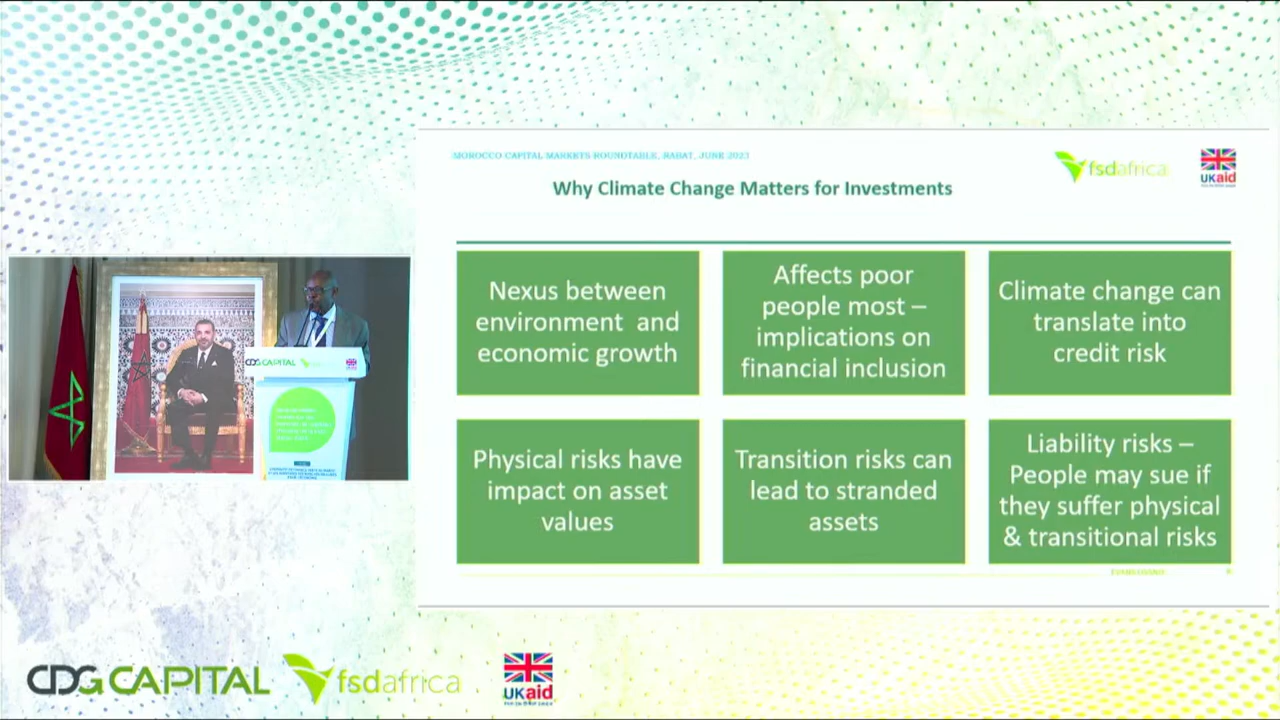 MOROCCO CAPITAL MARKETS ROUNDTABLE, RABAT, JUNE 2023
fsdafrica
UKaid
Why Climate Change Matters for Investments
Nexus between
environment and
economic growth
Affects poor
people most –
implications on
financial inclusion
Climate change can
translate into
credit risk
Physical risks have
impact on asset
values
Transition risks can
lead to stranded
assets
Liability risks –
People may sue if
they suffer physical
& transitional risks
CDG CAPITAL
CDG CAPITAL
fsdafrica
UKaid